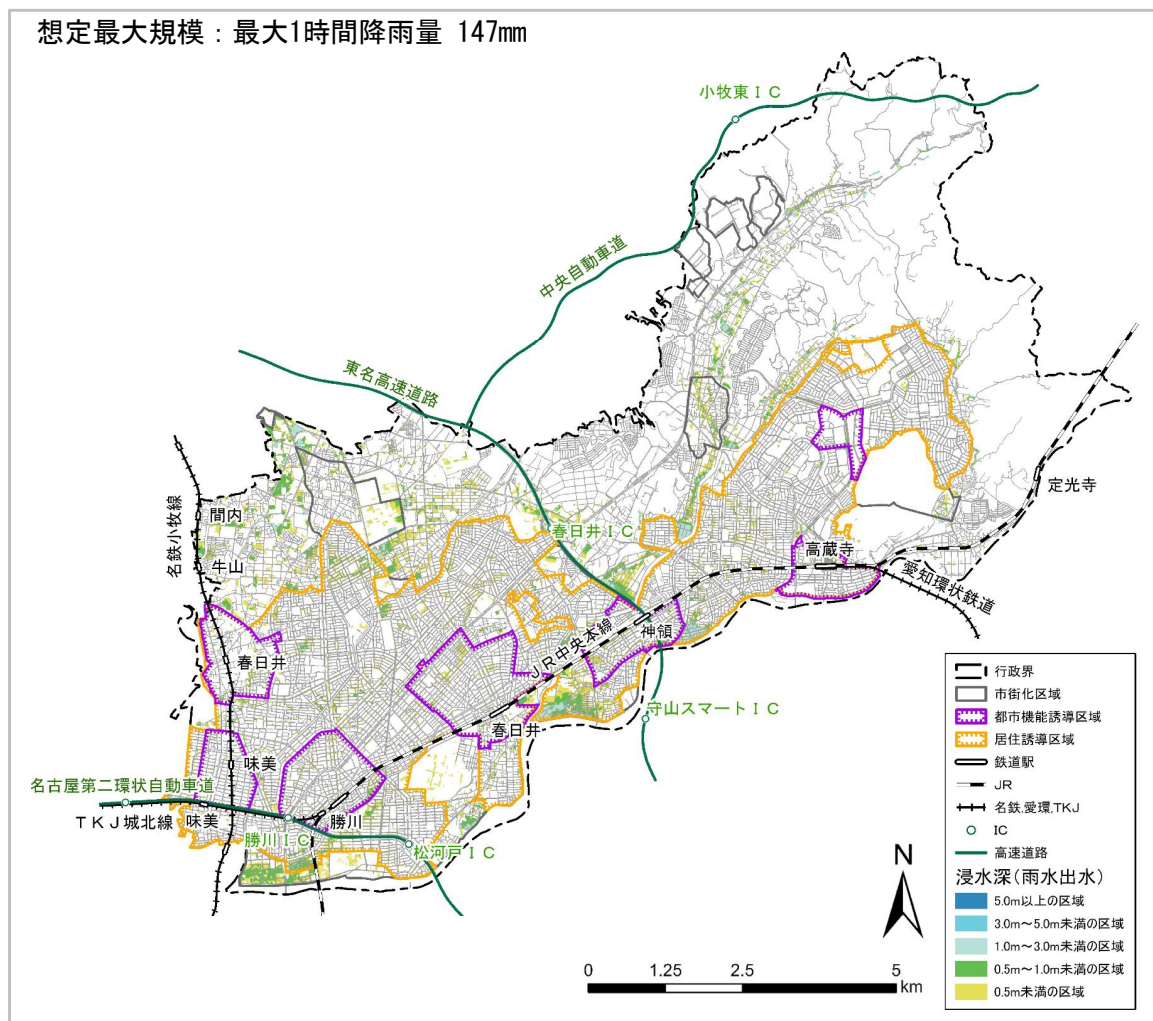 想定最大規模：最大1時間降雨量 147mm
小牧東ＩＣ
中央自動車道
東名高速道路
名鉄小牧線
間内
牛山
春日井ＩＣ
定光寺
高蔵寺
愛知環状鉄道
春日井
ＪＲ中央本線
神領
守山スマートＩＣ
春日井
味美
名古屋第二環状自動車道
ＴＫＪ城北線
味美
勝川
勝川ＩＣ
松河戸ＩＣ
N
0 1.25 2.5 5
km
行政界
市街化区域
都市機能誘導区域
居住誘導区域
鉄道駅
JR
名鉄,愛環,TKJ
IC
高速道路
浸水深(雨水出水)
5.0m以上の区域
3.0m～5.0m未満の区域
1.0m～3.0m未満の区域
0.5m～1.0m未満の区域
0.5m未満の区域